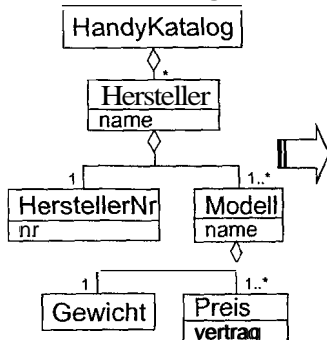 HandyKatalog
*
Hersteller
name
1
1..*
HerstellerNr
Modell
nr
name
1
1..*
Gewicht
Preis
vertrag